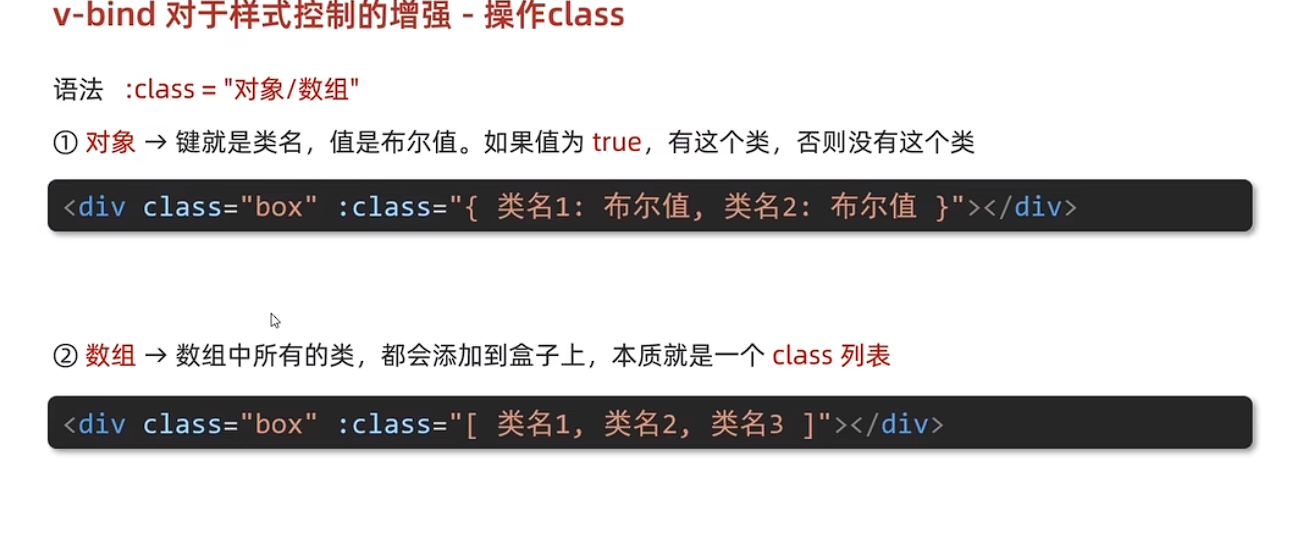 v-bind 对于样式控制的增强 - 操作class
语法 :class = "对象/数组"
① 对象 → 键就是类名，值是布尔值。如果值为 true，有这个类，否则没有这个类
<div class="box" :class="{ 类名1: 布尔值, 类名2: 布尔值 }"></div>
② 数组 → 数组中所有的类，都会添加到盒子上，本质就是一个 class 列表
<div class="box" :class="[ 类名1, 类名2, 类名3 ]"></div>